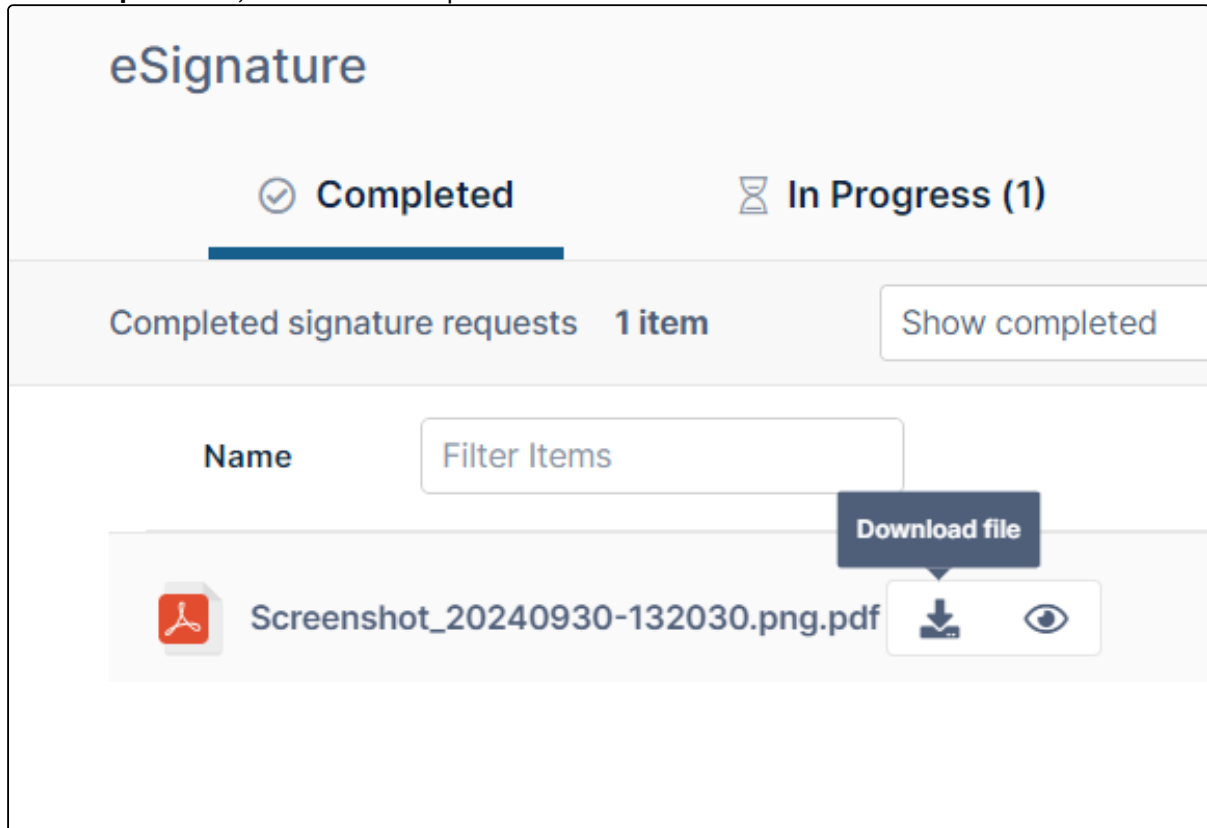 eSignature
Completed
In Progress (1)
Completed signature requests 1 item
Show completed
Name
Filter Items
Download file
Screenshot_20240930-132030.png.pdf